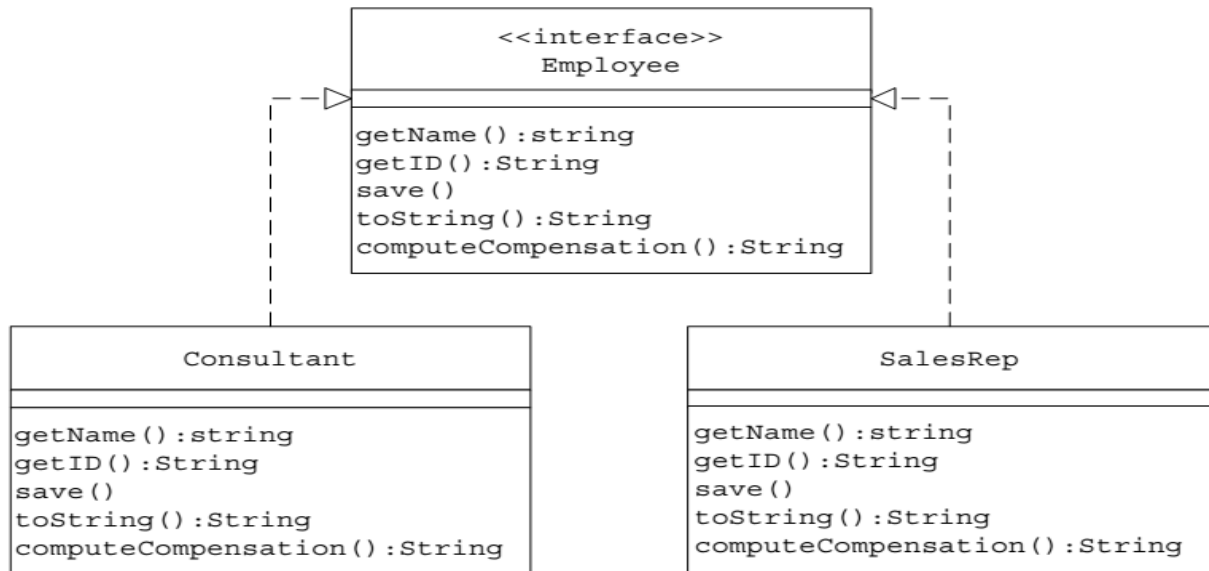 <<interface>>
Employee
getName():string
getID():String
save()
toString():String
computeCompensation():String
Consultant
getName():string
getID():String
save()
toString():String
computeCompensation():String
SalesRep
getName():string
getID():String
save()
toString():String
computeCompensation():String